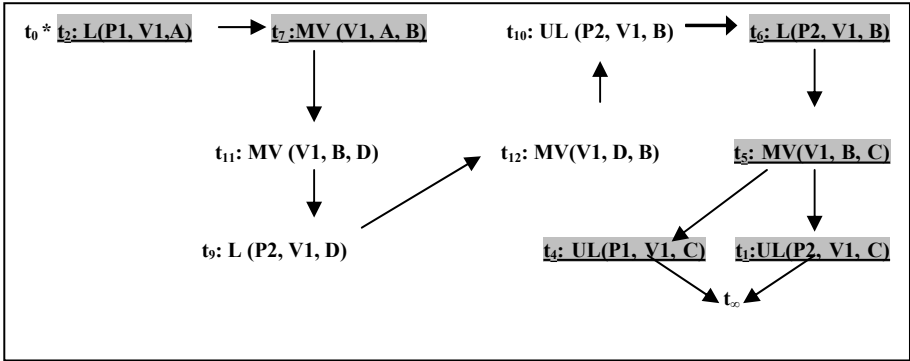 t₀ * t₂: L(P1, V1,A) t₇ :MV (V1, A, B) t₁₀: UL (P2, V1, B) t₆: L(P2, V1, B)
t₁₁: MV (V1, B, D) t₁₂: MV(V1, D, B) t₅: MV(V1, B, C)
t₉: L (P2, V1, D) t₄: UL(P1, V1, C) t₁:UL(P2, V1, C)
t∞